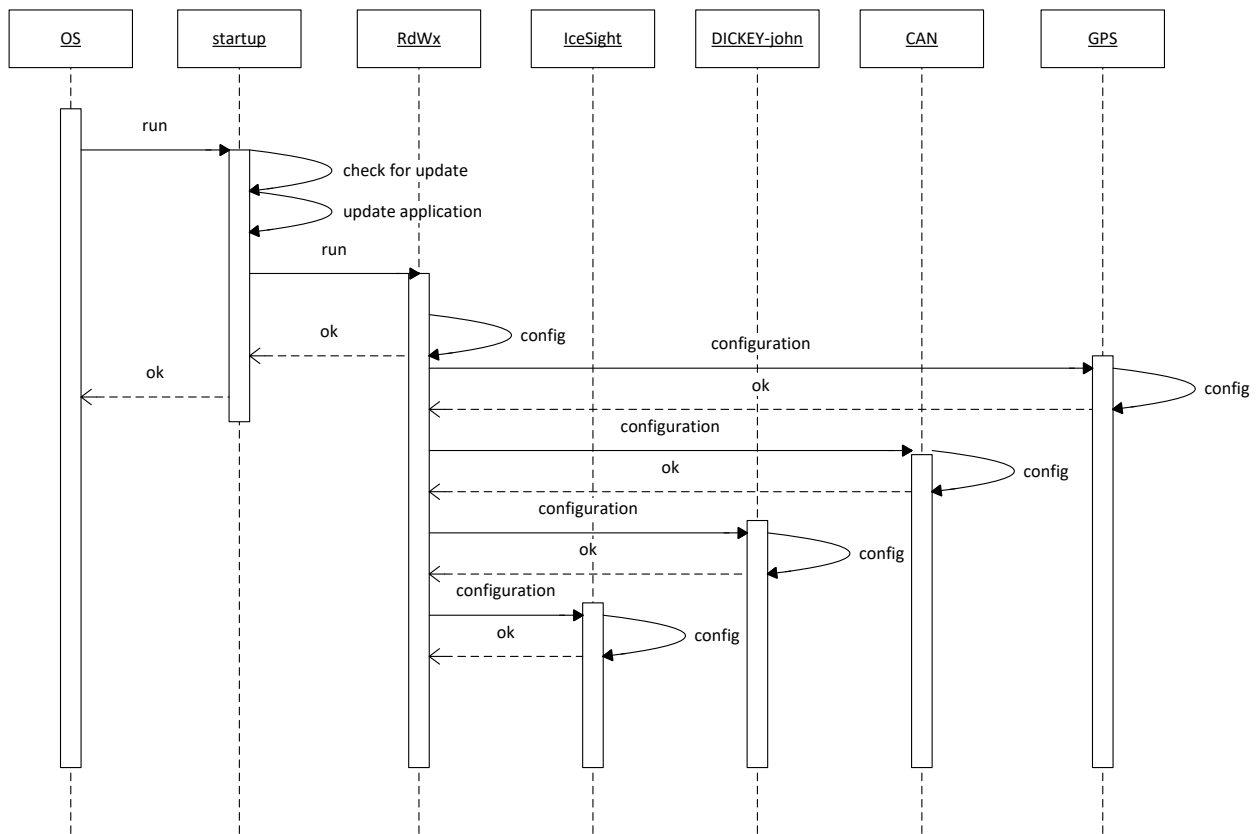 OS
startup
RdWx
IceSight
DICKEY-john
CAN
GPS
run
check for update
update application
run
ok
config
configuration
ok
ok
config
configuration
ok
config
configuration
ok
config
configuration
ok
config